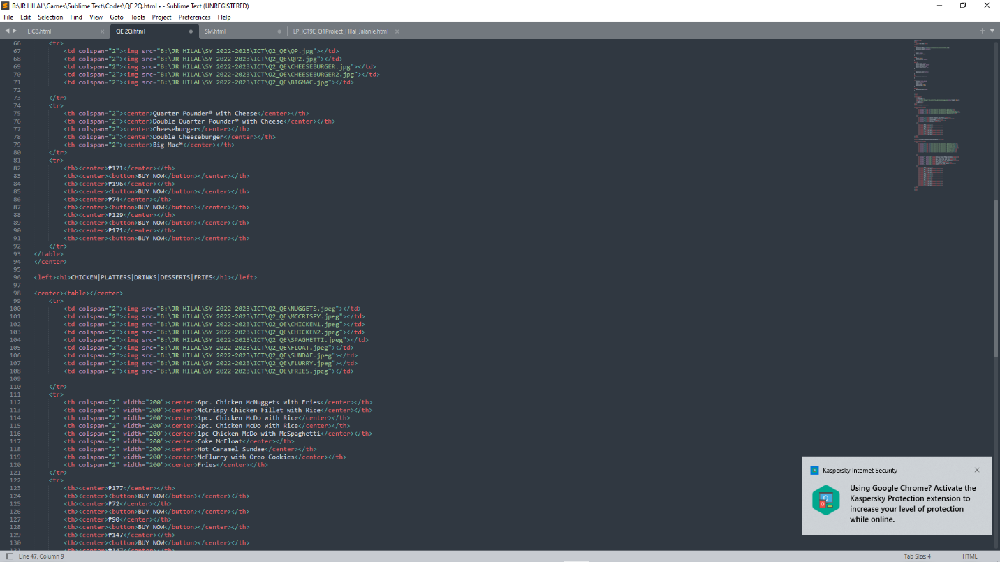 B:\JR HILAL\Games\Sublime Text\Codes\QE 2Q.html • - Sublime Text (UNREGISTERED)
File Edit Selection Find View Goto Tools Project Preferences Help
LICB.html QE 2Q.html SM.html LP_ICT9E_Q1Project_Hilal_Jalanie.html
66 <tr>
67 <td colspan="2"><img src="B:\JR HILAL\SY 2022-2023\ICT\Q2_QE\QP.jpg"></td>
68 <td colspan="2"><img src="B:\JR HILAL\SY 2022-2023\ICT\Q2_QE\QP2.jpg"></td>
69 <td colspan="2"><img src="B:\JR HILAL\SY 2022-2023\ICT\Q2_QE\CHEESEBURGER.jpg"></td>
70 <td colspan="2"><img src="B:\JR HILAL\SY 2022-2023\ICT\Q2_QE\CHEESEBURGER2.jpg"></td>
71 <td colspan="2"><img src="B:\JR HILAL\SY 2022-2023\ICT\Q2_QE\BIGMAC.jpg"></td>
72
73 </tr>
74 <tr>
75 <th colspan="2"><center>Quarter Pounder® with Cheese</center></th>
76 <th colspan="2"><center>Double Quarter Pounder® with Cheese</center></th>
77 <th colspan="2"><center>Cheeseburger</center></th>
78 <th colspan="2"><center>Double Cheeseburger</center></th>
79 <th colspan="2"><center>Big Mac®</center></th>
80 </tr>
81 <tr>
82 <th><center>₱171</center></th>
83 <th><center><button>BUY NOW</button></center></th>
84 <th><center>₱196</center></th>
85 <th><center><button>BUY NOW</button></center></th>
86 <th><center>₱74</center></th>
87 <th><center><button>BUY NOW</button></center></th>
88 <th><center>₱129</center></th>
89 <th><center><button>BUY NOW</button></center></th>
90 <th><center>₱171</center></th>
91 <th><center><button>BUY NOW</button></center></th>
92 </tr>
93 </table>
94 </center>
95
96 <left><h1>CHICKEN|PLATTERS|DRINKS|DESSERTS|FRIES</h1></left>
97
98 <center><table></center>
99 <tr>
100 <td colspan="2"><img src="B:\JR HILAL\SY 2022-2023\ICT\Q2_QE\NUGGETS.jpeg"></td>
101 <td colspan="2"><img src="B:\JR HILAL\SY 2022-2023\ICT\Q2_QE\MCCRISPY.jpeg"></td>
102 <td colspan="2"><img src="B:\JR HILAL\SY 2022-2023\ICT\Q2_QE\CHICKEN1.jpeg"></td>
103 <td colspan="2"><img src="B:\JR HILAL\SY 2022-2023\ICT\Q2_QE\CHICKEN2.jpeg"></td>
104 <td colspan="2"><img src="B:\JR HILAL\SY 2022-2023\ICT\Q2_QE\SPAGHETTI.jpeg"></td>
105 <td colspan="2"><img src="B:\JR HILAL\SY 2022-2023\ICT\Q2_QE\FLOAT.jpeg"></td>
106 <td colspan="2"><img src="B:\JR HILAL\SY 2022-2023\ICT\Q2_QE\SUNDAE.jpeg"></td>
107 <td colspan="2"><img src="B:\JR HILAL\SY 2022-2023\ICT\Q2_QE\FLURRY.jpeg"></td>
108 <td colspan="2"><img src="B:\JR HILAL\SY 2022-2023\ICT\Q2_QE\FRIES.jpeg"></td>
109
110 </tr>
111 <tr>
112 <th colspan="2" width="200"><center>6pc. Chicken McNuggets with Fries</center></th>
113 <th colspan="2" width="200"><center>McCrispy Chicken Fillet with Rice</center></th>
114 <th colspan="2" width="200"><center>1pc. Chicken McDo with Rice</center></th>
115 <th colspan="2" width="200"><center>2pc. Chicken McDo with Rice</center></th>
116 <th colspan="2" width="200"><center>1pc Chicken McDo with McSpaghetti</center></th>
117 <th colspan="2" width="200"><center>Coke McFloat</center></th>
118 <th colspan="2" width="200"><center>Hot Caramel Sundae</center></th>
119 <th colspan="2" width="200"><center>McFlurry with Oreo Cookies</center></th>
120 <th colspan="2" width="200"><center>Fries</center></th>
121 </tr>
122 <tr>
123 <th><center>₱177</center></th>
124 <th><center><button>BUY NOW</button></center></th>
125 <th><center>₱72</center></th>
126 <th><center><button>BUY NOW</button></center></th>
127 <th><center>₱90</center></th>
128 <th><center><button>BUY NOW</button></center></th>
129 <th><center>₱147</center></th>
130 <th><center><button>BUY NOW</button></center></th>
Kaspersky Internet Security
Using Google Chrome? Activate the
Kaspersky Protection extension to
increase your level of protection
while online.
Line 47, Column 9 Tab Size: 4 HTML